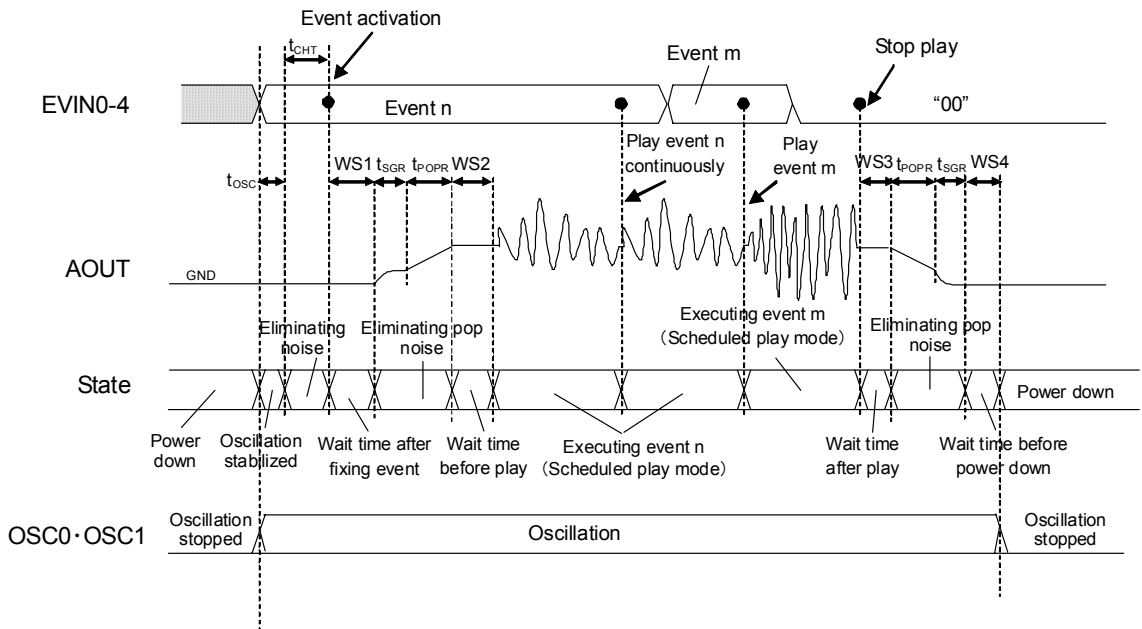 Event activation
tCHT
Event m
Stop play
EVIN0-4
Event n
“00”
Play event n
continuously
Play
event m
tOSC
WS1
tSGR
tPOPR
WS2
WS3
tPOPR
tSGR
WS4
AOUT
GND
Eliminating
noise
Eliminating pop
noise
Executing event m
(Scheduled play mode)
Eliminating pop
noise
State
Power down
Power
down
Oscillation
stabilized
Wait time after
fixing event
Wait time
before play
Executing event n
(Scheduled play mode)
Wait time
after play
Wait time before
power down
OSC0·OSC1
Oscillation
stopped
Oscillation
Oscillation
stopped